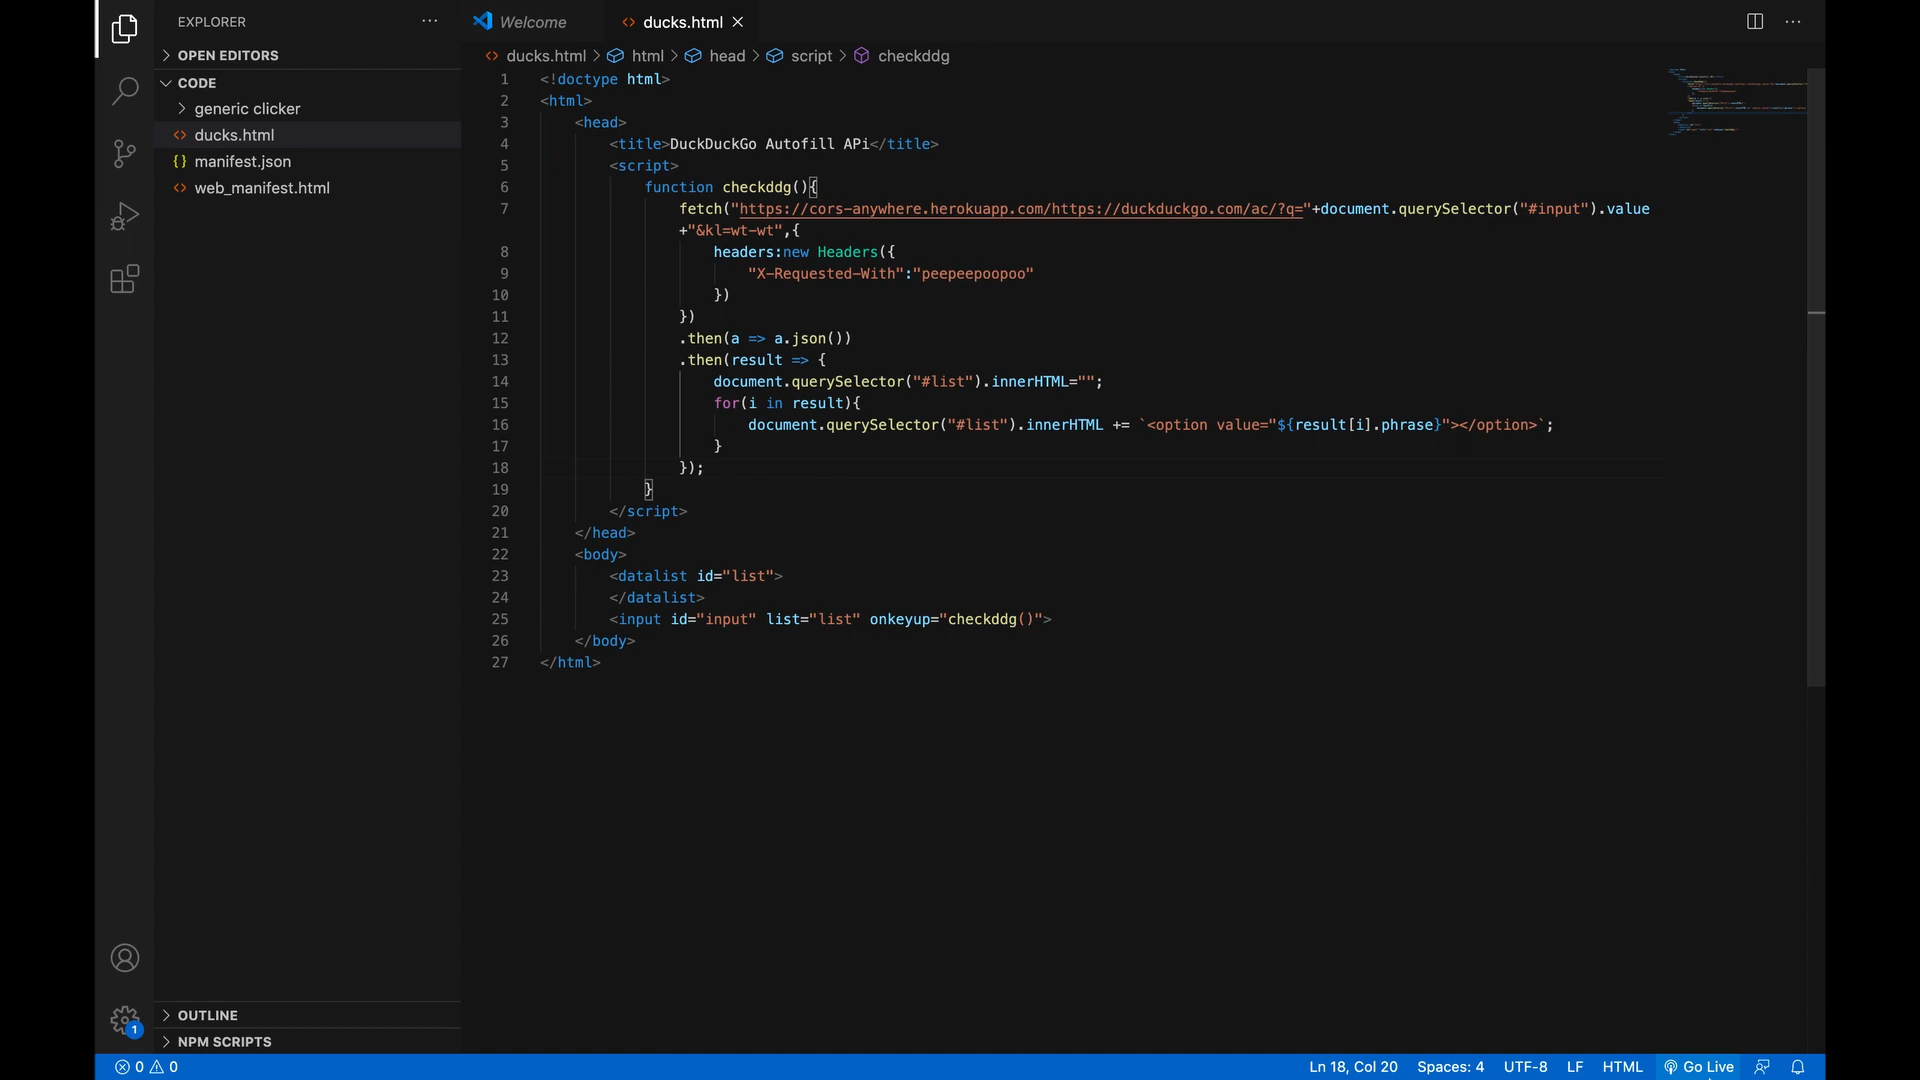 EXPLORER
···
OPEN EDITORS
CODE
generic clicker
ducks.html
manifest.json
web_manifest.html
OUTLINE
NPM SCRIPTS
Welcome
ducks.html
ducks.html > html > head > script > checkddg
1 <!doctype html>
2 <html>
3 <head>
4 <title>DuckDuckGo Autofill APi</title>
5 <script>
6 function checkddg(){
7 fetch("https://cors-anywhere.herokuapp.com/https://duckduckgo.com/ac/?q="+document.querySelector("#input").value
+"&kl=wt-wt",{
8 headers:new Headers({
9 "X-Requested-With":"peepeepoopoo"
10 })
11 })
12 .then(a => a.json())
13 .then(result => {
14 document.querySelector("#list").innerHTML="";
15 for(i in result){
16 document.querySelector("#list").innerHTML += `<option value="${result[i].phrase}"></option>`;
17 }
18 });
19 }
20 </script>
21 </head>
22 <body>
23 <datalist id="list">
24 </datalist>
25 <input id="input" list="list" onkeyup="checkddg()">
26 </body>
27 </html>
1
0 0
Ln 18, Col 20
Spaces: 4
UTF-8
LF
HTML
Go Live